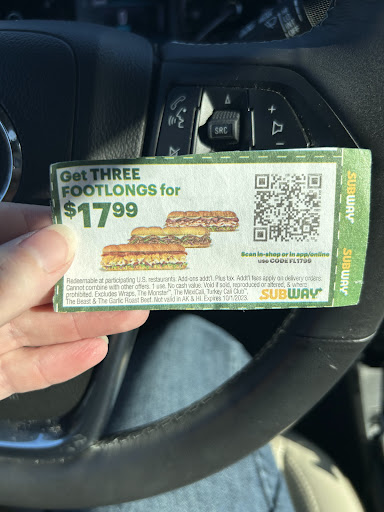 SRC
Get THREE
FOOTLONGS for
$1799
Scan in-shop or in app/online
use CODE FL1799
Redeemable at participating U.S. restaurants. Add-ons addt'l. Plus tax. Addt'l fees apply on delivery orders.
Cannot combine with other offers. 1 use. No cash value. Void if sold, reproduced or altered, & where
prohibited. Excludes Wraps, The Monster™, The MexiCali, Turkey Cali Club™,
The Beast & The Garlic Roast Beef. Not valid in AK & HI. Expires 10/1/2023.
SUBWAY®
SUBWAY
SUBWAY